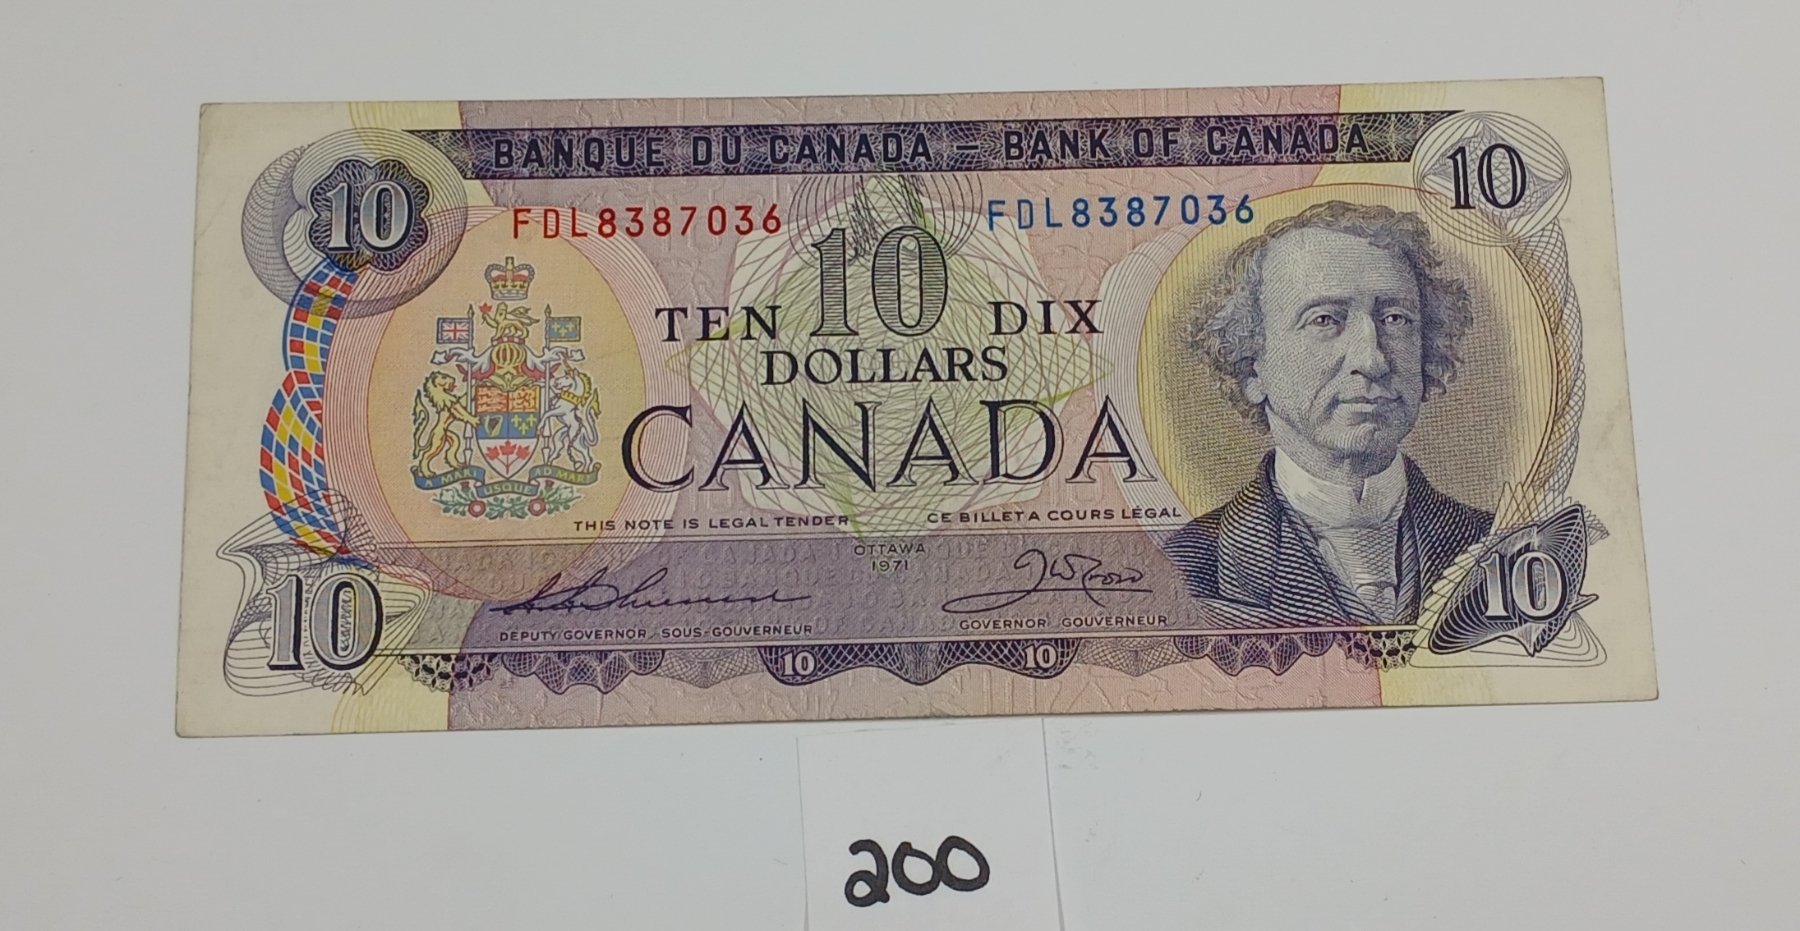 BANQUE DU CANADA – BANK OF CANADA
10 10
FDL8387036 FDL8387036
10
TEN DIX
DOLLARS
CANADA
A MARI USQUE AD MARE
THIS NOTE IS LEGAL TENDER CE BILLET A COURS LÉGAL
OTTAWA
1971
DEPUTY GOVERNOR SOUS-GOUVERNEUR GOVERNOR GOUVERNEUR
10 10 10 10
200